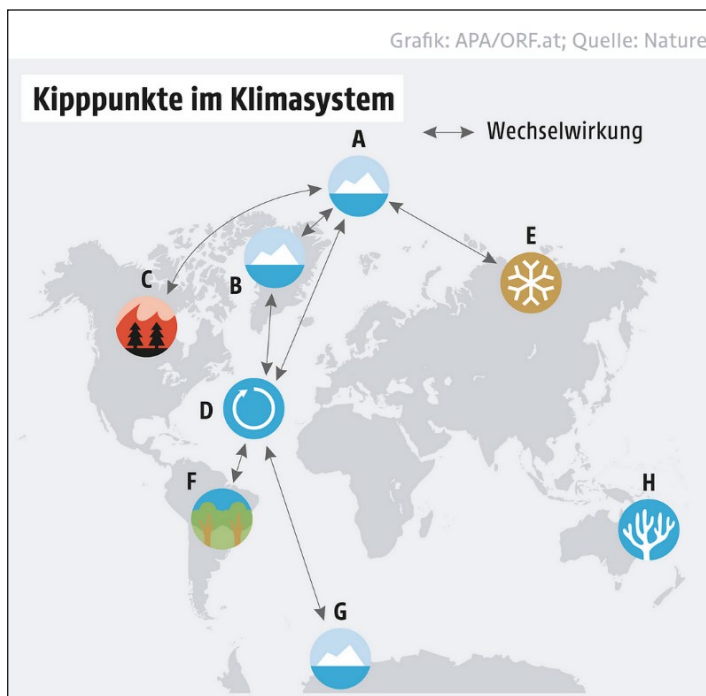 Grafik: APA/ORF.at; Quelle: Nature
Kipppunkte im Klimasystem
Wechselwirkung
A
E
C
B
D
F
H
G